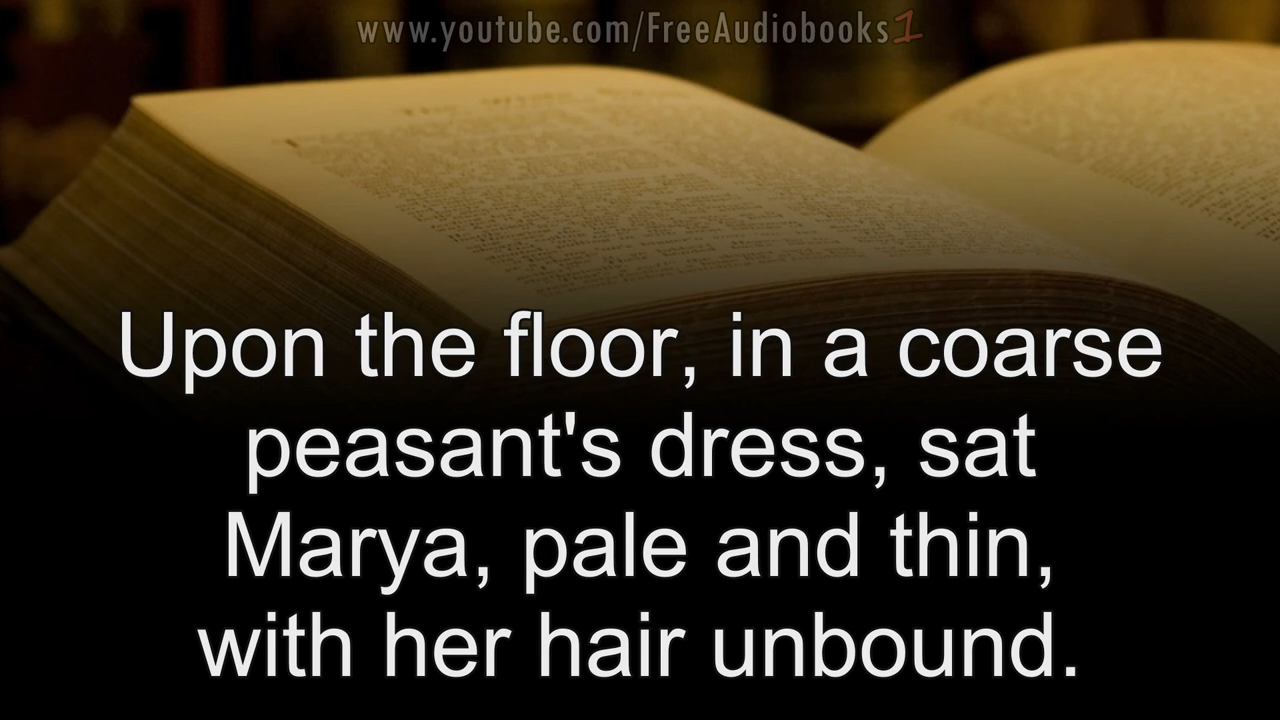 www.youtube.com/FreeAudiobooks1
Upon the floor, in a coarse
peasant's dress, sat
Marya, pale and thin,
with her hair unbound.